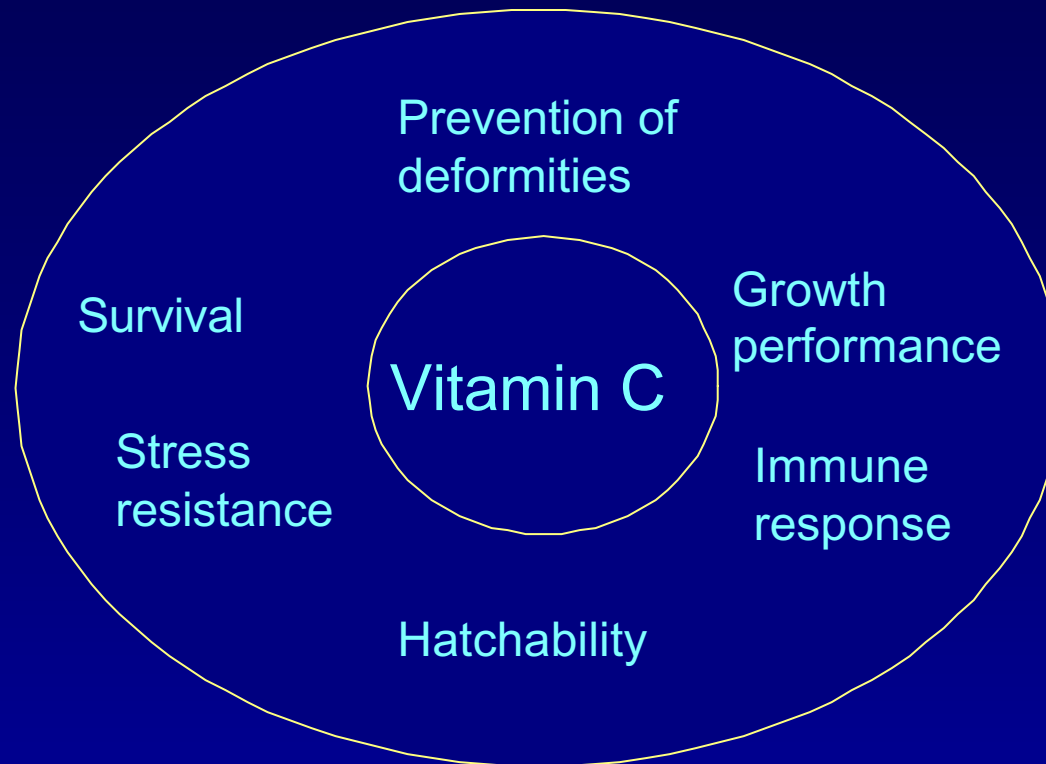 Prevention of
deformities
Survival
Growth
performance
Vitamin C
Stress
resistance
Immune
response
Hatchability